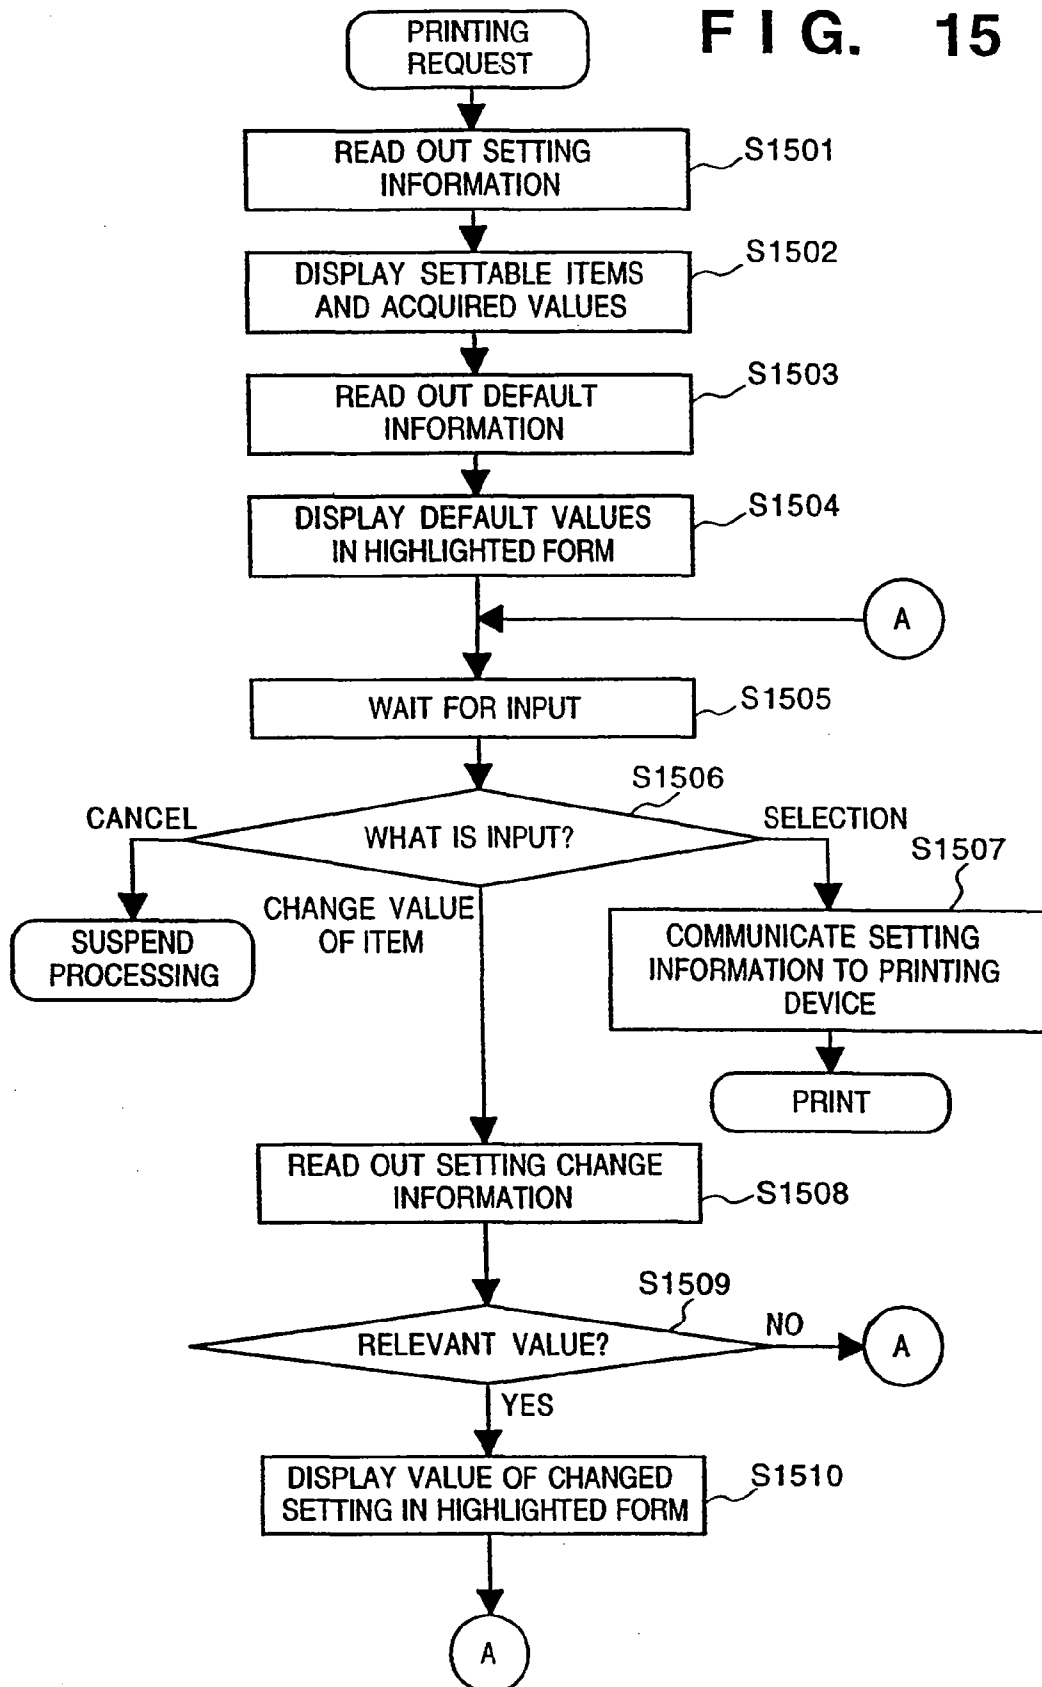 FIG. 15
PRINTING
REQUEST
READ OUT SETTING
INFORMATION
S1501
DISPLAY SETTABLE ITEMS
AND ACQUIRED VALUES
S1502
READ OUT DEFAULT
INFORMATION
S1503
DISPLAY DEFAULT VALUES
IN HIGHLIGHTED FORM
S1504
A
WAIT FOR INPUT
S1505
S1506
WHAT IS INPUT?
CANCEL
SELECTION
SUSPEND
PROCESSING
CHANGE VALUE
OF ITEM
S1507
COMMUNICATE SETTING
INFORMATION TO PRINTING
DEVICE
PRINT
READ OUT SETTING CHANGE
INFORMATION
S1508
S1509
RELEVANT VALUE?
NO
A
YES
DISPLAY VALUE OF CHANGED
SETTING IN HIGHLIGHTED FORM
S1510
A